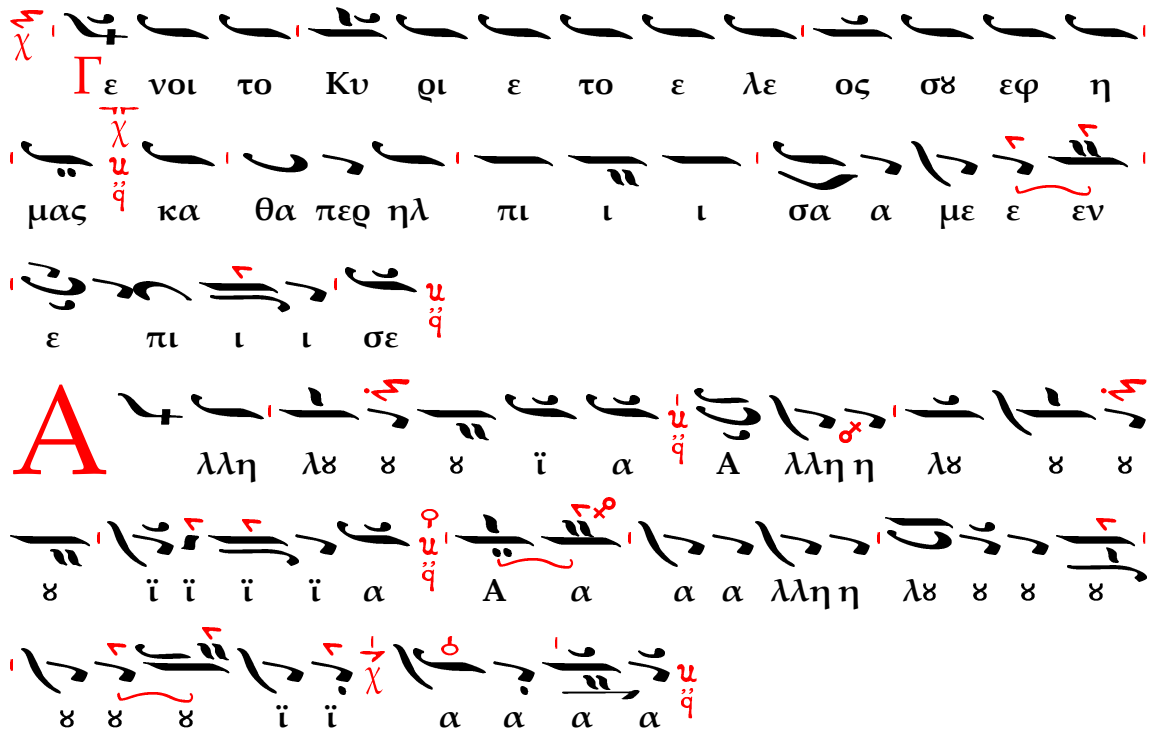 Γε νοι το Κυ ρι ε το ε λε ος σȣ εφ η
μας κα θα περ ηλ πι ι ι σα α με ε εν
ε πι ι ι σε
Α λλη λȣ ȣ ȣ ϊ α Α λλη η λȣ ȣ ȣ
ȣ ϊ ϊ ϊ ϊ α Α α α α λλη η λȣ ȣ ȣ ȣ
ȣ ȣ ȣ ϊ ϊ α α α α